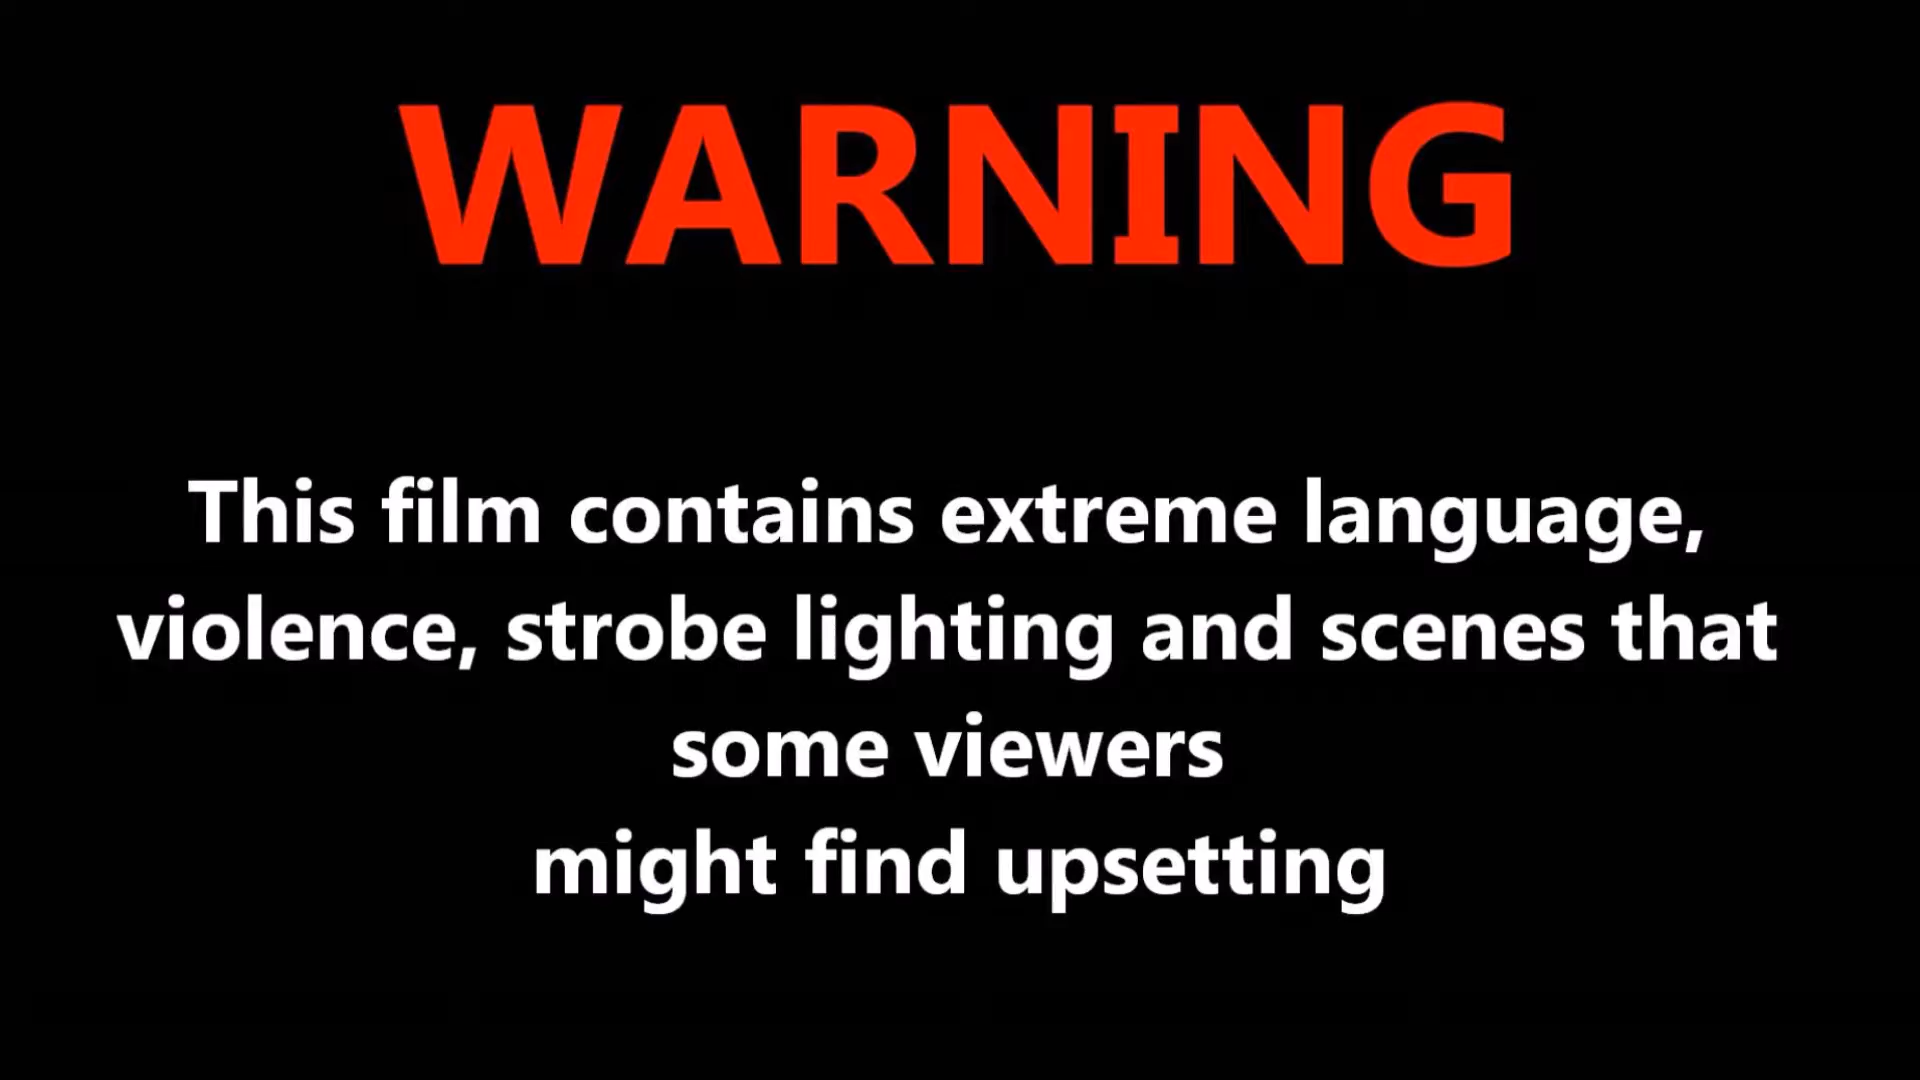 WARNING
This film contains extreme language,
violence, strobe lighting and scenes that
some viewers
might find upsetting